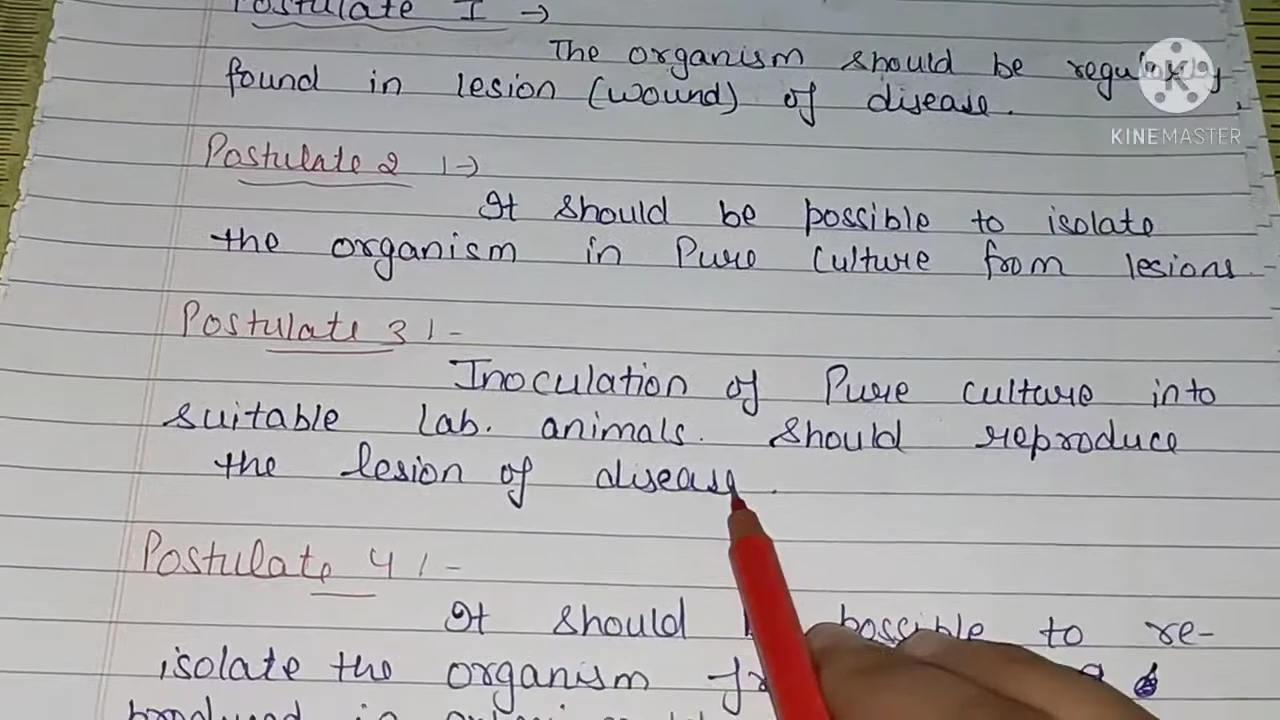 Postulate I →
The organism should be regularly
found in lesion (wound) of disease.
KINEMASTER
Postulate 2 :→
It should be possible to isolate
the organism in Pure culture from lesions
Postulate 3 :-
Inoculation of Pure culture into
suitable lab. animals. should reproduce
the lesion of disease.
Postulate 4 :-
It should possible to re-
isolate the organism
in